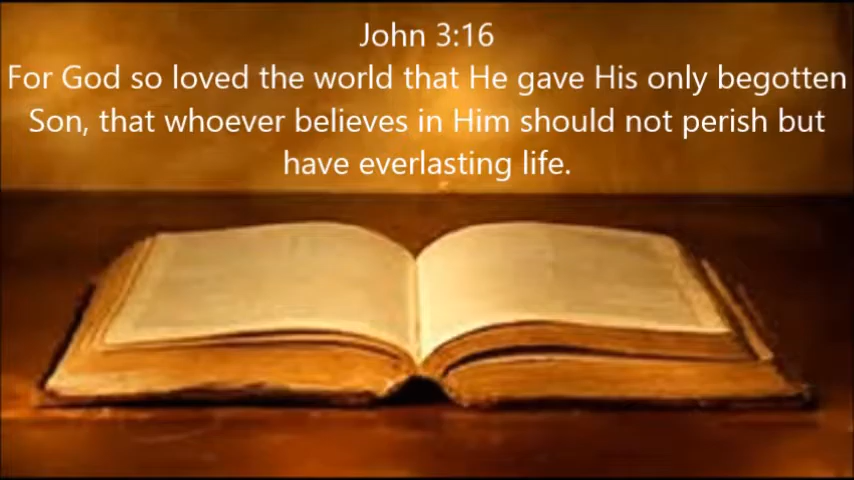 John 3:16
For God so loved the world that He gave His only begotten
Son, that whoever believes in Him should not perish but
have everlasting life.